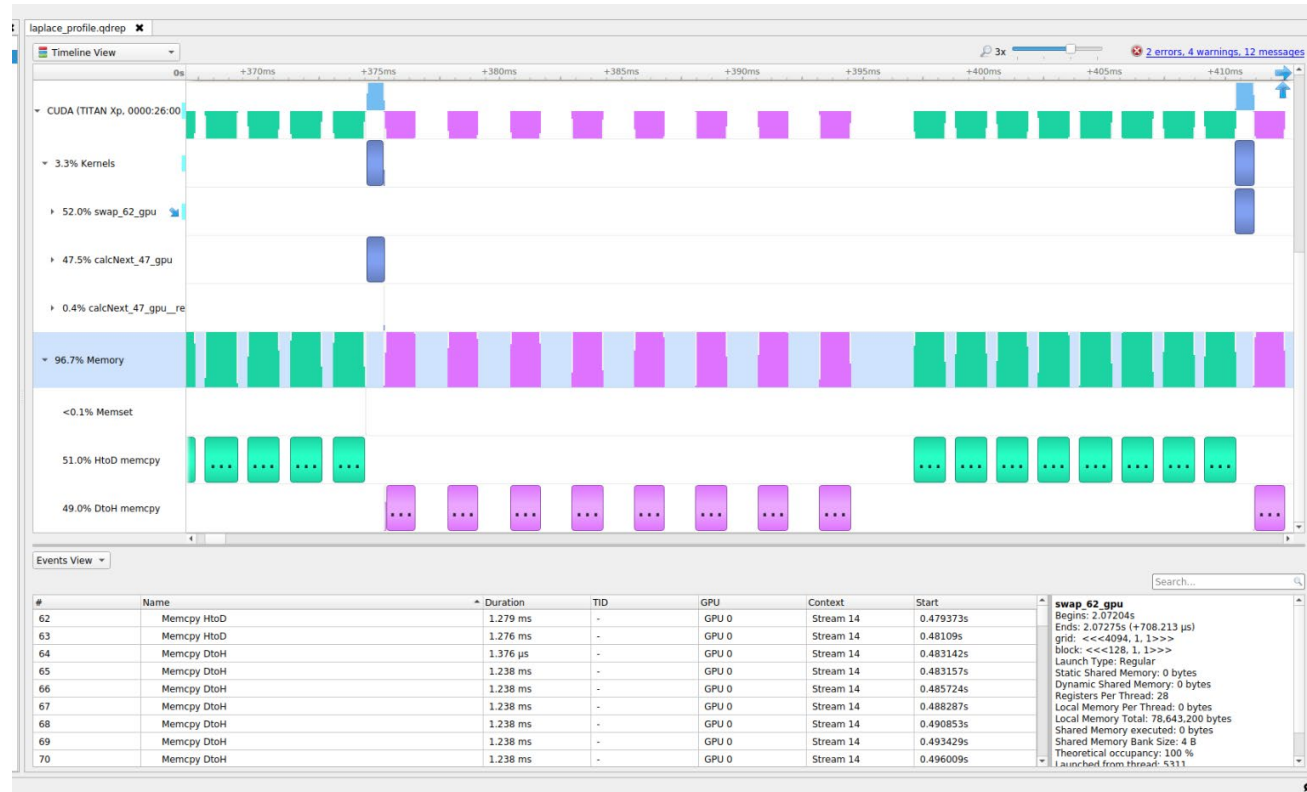 laplace_profile.qdrep
Timeline View
3x
2 errors, 4 warnings, 12 messages
0s +370ms +375ms +380ms +385ms +390ms +395ms +400ms +405ms +410ms
CUDA (TITAN Xp, 0000:26:00
3.3% Kernels
52.0% swap_62_gpu
47.5% calcNext_47_gpu
0.4% calcNext_47_gpu__re
96.7% Memory
<0.1% Memset
51.0% HtoD memcpy
... ... ... ... ... ... ... ... ... ... ... ...
49.0% DtoH memcpy
... ... ... ... ... ... ... ... ...
Events View
Search...
# Name Duration TID GPU Context Start
62 Memcpy HtoD 1.279 ms - GPU 0 Stream 14 0.479373s
63 Memcpy HtoD 1.276 ms - GPU 0 Stream 14 0.48109s
64 Memcpy DtoH 1.376 μs - GPU 0 Stream 14 0.483142s
65 Memcpy DtoH 1.238 ms - GPU 0 Stream 14 0.483157s
66 Memcpy DtoH 1.238 ms - GPU 0 Stream 14 0.485724s
67 Memcpy DtoH 1.238 ms - GPU 0 Stream 14 0.488287s
68 Memcpy DtoH 1.238 ms - GPU 0 Stream 14 0.490853s
69 Memcpy DtoH 1.238 ms - GPU 0 Stream 14 0.493429s
70 Memcpy DtoH 1.238 ms - GPU 0 Stream 14 0.496009s
swap_62_gpu
Begins: 2.07204s
Ends: 2.07275s (+708.213 μs)
grid: <<<4094, 1, 1>>>
block: <<<128, 1, 1>>>
Launch Type: Regular
Static Shared Memory: 0 bytes
Dynamic Shared Memory: 0 bytes
Registers Per Thread: 28
Local Memory Per Thread: 0 bytes
Local Memory Total: 78,643,200 bytes
Shared Memory executed: 0 bytes
Shared Memory Bank Size: 4 B
Theoretical occupancy: 100 %
Launched from thread: 5311